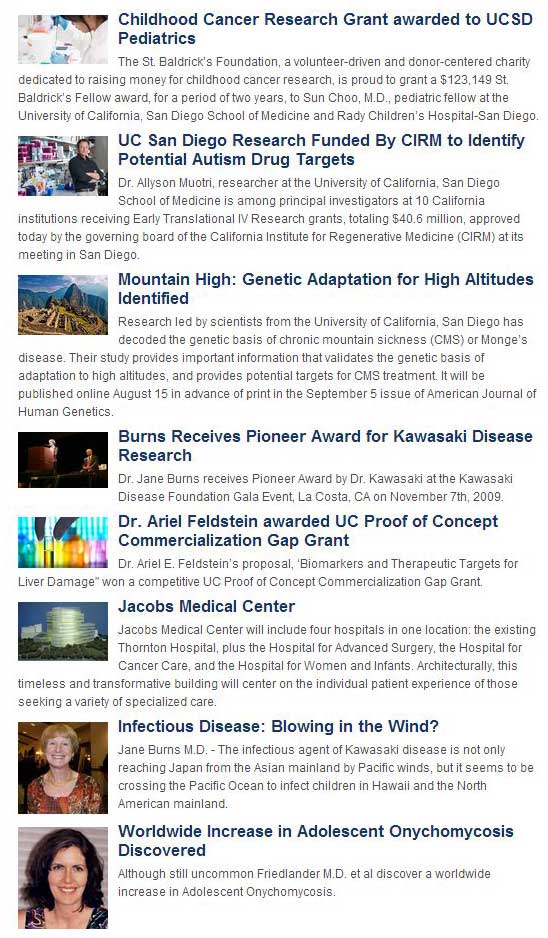 Childhood Cancer Research Grant awarded to UCSD
Pediatrics
The St. Baldrick's Foundation, a volunteer-driven and donor-centered charity
dedicated to raising money for childhood cancer research, is proud to grant a $123,149 St.
Baldrick's Fellow award, for a period of two years, to Sun Choo, M.D., pediatric fellow at the
University of California, San Diego School of Medicine and Rady Children's Hospital-San Diego.
UC San Diego Research Funded By CIRM to Identify
Potential Autism Drug Targets
Dr. Allyson Muotri, researcher at the University of California, San Diego
School of Medicine is among principal investigators at 10 California
institutions receiving Early Translational IV Research grants, totaling $40.6 million, approved
today by the governing board of the California Institute for Regenerative Medicine (CIRM) at its
meeting in San Diego.
Mountain High: Genetic Adaptation for High Altitudes
Identified
Research led by scientists from the University of California, San Diego has
decoded the genetic basis of chronic mountain sickness (CMS) or Monge's
disease. Their study provides important information that validates the genetic basis of
adaptation to high altitudes, and provides potential targets for CMS treatment. It will be
published online August 15 in advance of print in the September 5 issue of American Journal of
Human Genetics.
Burns Receives Pioneer Award for Kawasaki Disease
Research
Dr. Jane Burns receives Pioneer Award by Dr. Kawasaki at the Kawasaki
Disease Foundation Gala Event, La Costa, CA on November 7th, 2009.
Dr. Ariel Feldstein awarded UC Proof of Concept
Commercialization Gap Grant
Dr. Ariel E. Feldstein's proposal, 'Biomarkers and Therapeutic Targets for
Liver Damage" won a competitive UC Proof of Concept Commercialization Gap Grant.
Jacobs Medical Center
Jacobs Medical Center will include four hospitals in one location: the existing
Thornton Hospital, plus the Hospital for Advanced Surgery, the Hospital for
Cancer Care, and the Hospital for Women and Infants. Architecturally, this
timeless and transformative building will center on the individual patient experience of those
seeking a variety of specialized care.
Infectious Disease: Blowing in the Wind?
Jane Burns M.D. - The infectious agent of Kawasaki disease is not only
reaching Japan from the Asian mainland by Pacific winds, but it seems to be
crossing the Pacific Ocean to infect children in Hawaii and the North
American mainland.
Worldwide Increase in Adolescent Onychomycosis
Discovered
Although still uncommon Friedlander M.D. et al discover a worldwide
increase in Adolescent Onychomycosis.